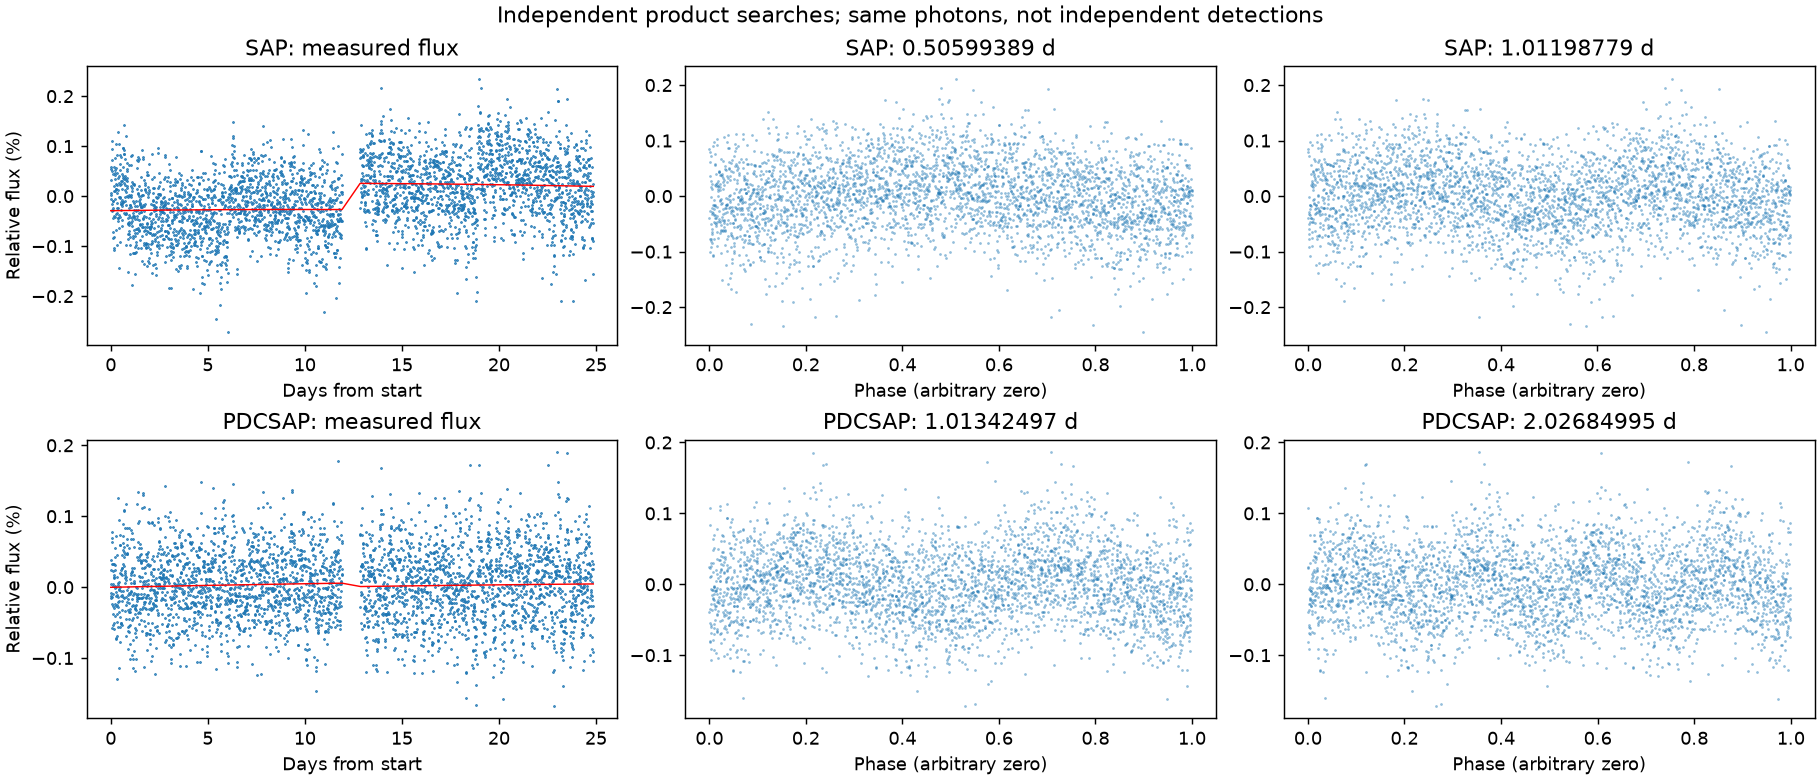 Independent product searches; same photons, not independent detections
SAP: measured flux
SAP: 0.50599389 d
SAP: 1.01198779 d
Relative flux (%)
0.2
0.1
0.0
−0.1
−0.2
0 5 10 15 20 25
Days from start
0.2
0.1
0.0
−0.1
−0.2
0.0 0.2 0.4 0.6 0.8 1.0
Phase (arbitrary zero)
0.2
0.1
0.0
−0.1
−0.2
0.0 0.2 0.4 0.6 0.8 1.0
Phase (arbitrary zero)
PDCSAP: measured flux
PDCSAP: 1.01342497 d
PDCSAP: 2.02684995 d
Relative flux (%)
0.2
0.1
0.0
−0.1
0 5 10 15 20 25
Days from start
0.2
0.1
0.0
−0.1
0.0 0.2 0.4 0.6 0.8 1.0
Phase (arbitrary zero)
0.2
0.1
0.0
−0.1
0.0 0.2 0.4 0.6 0.8 1.0
Phase (arbitrary zero)